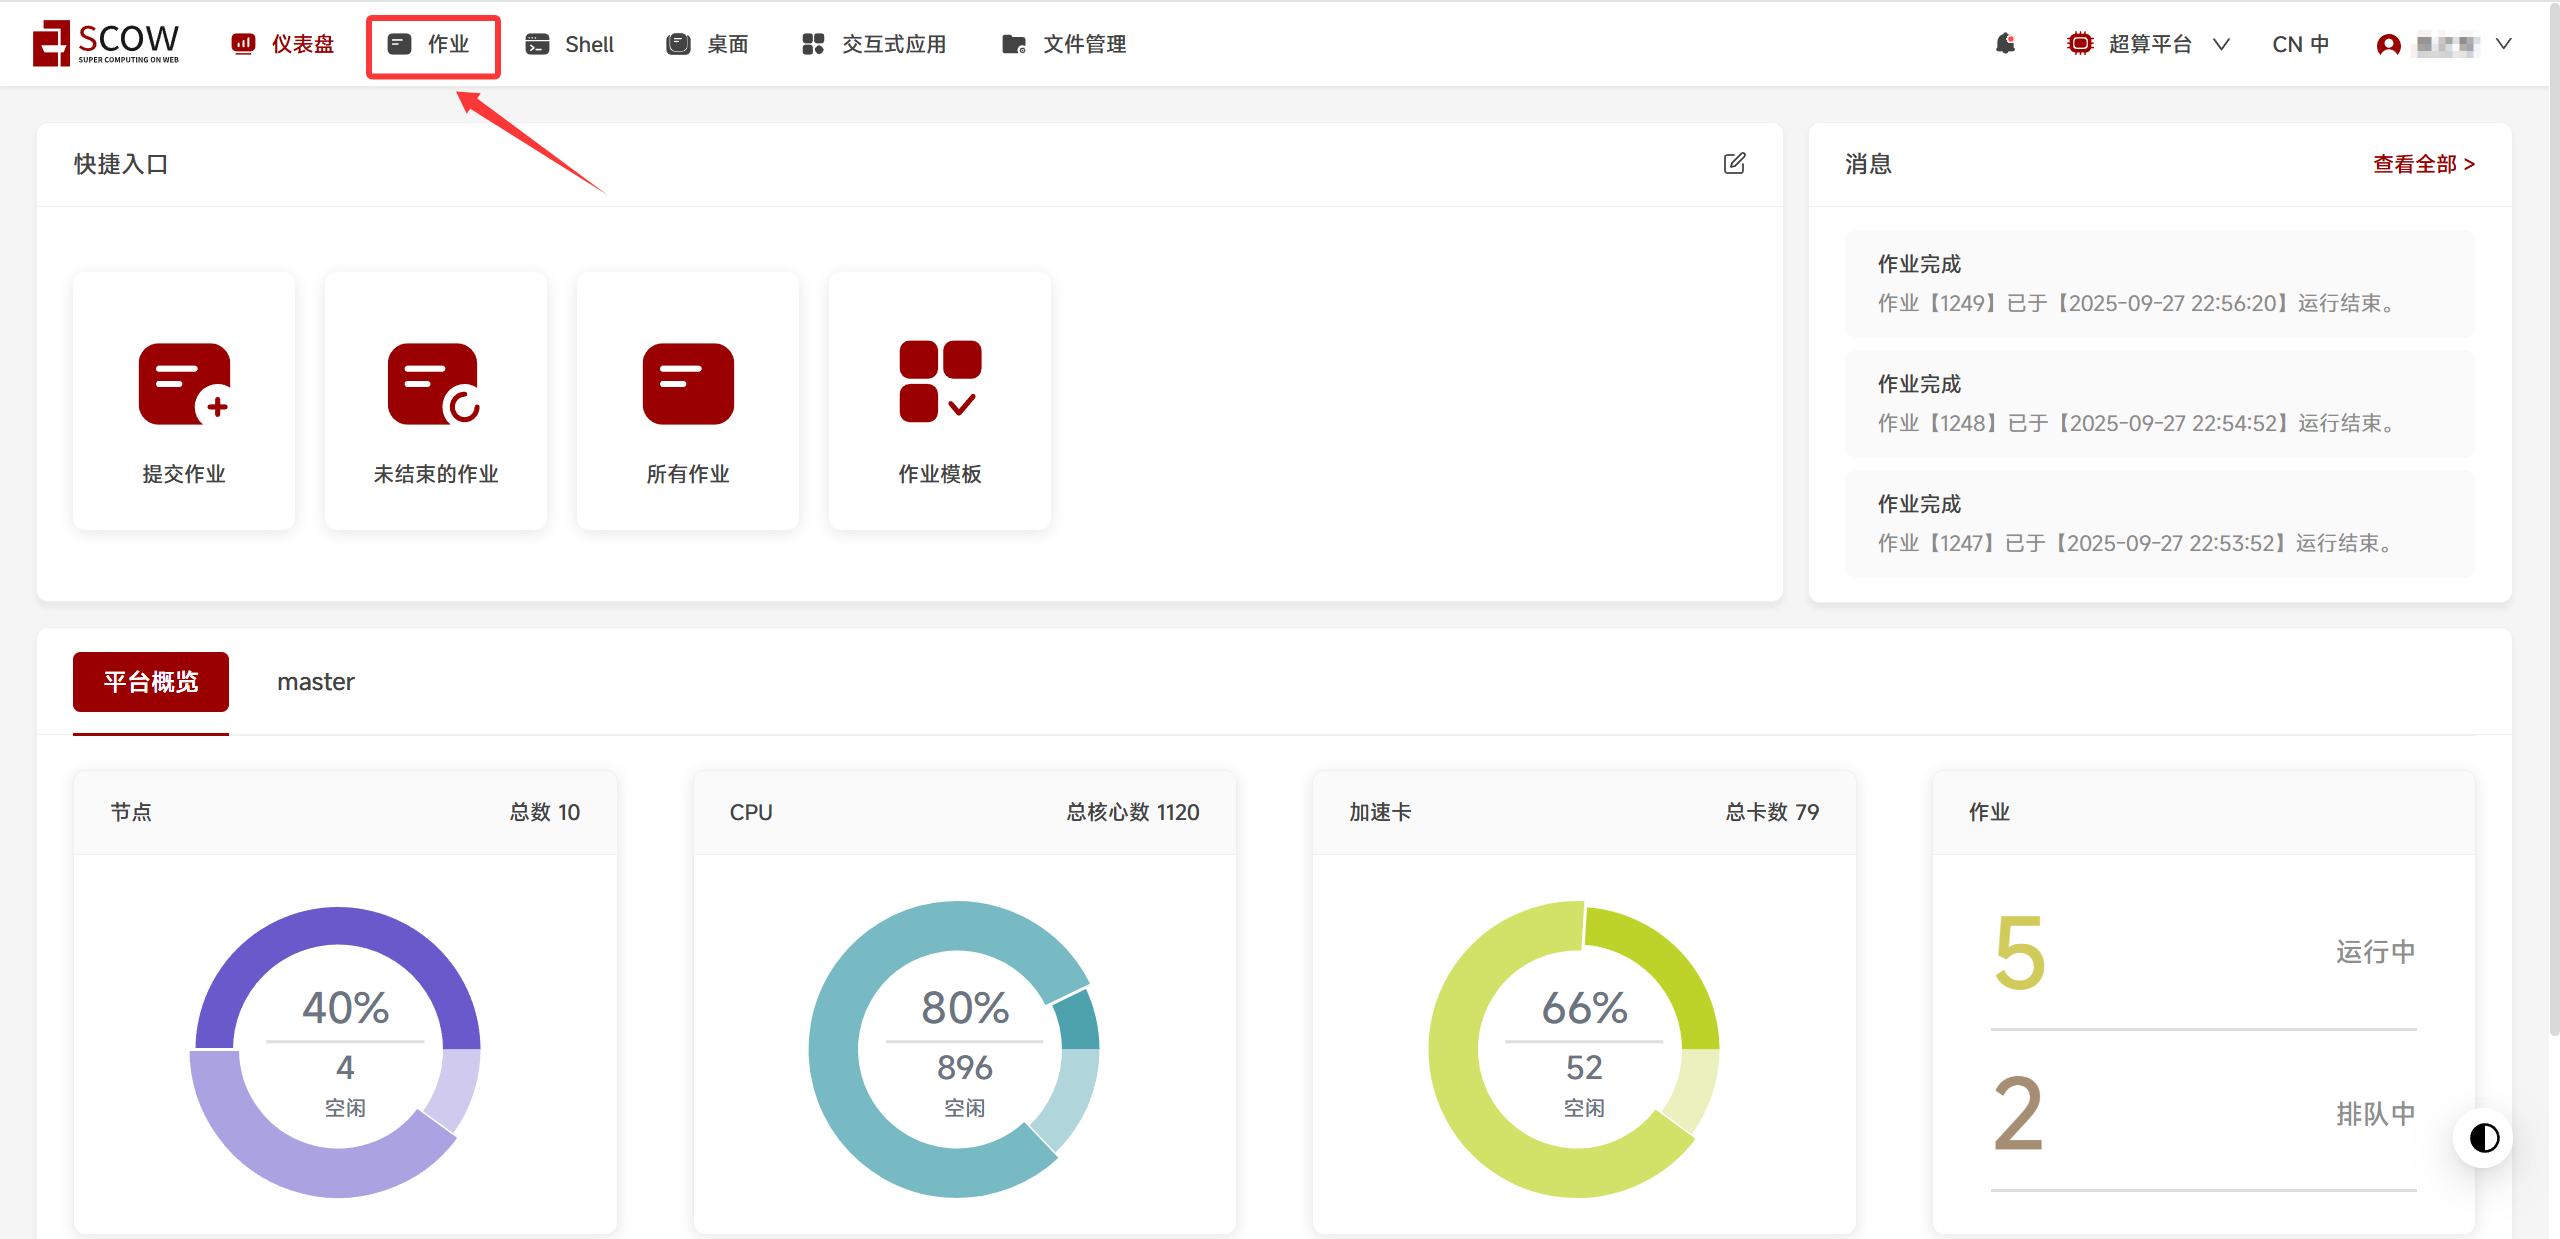 SCOW
SUPER COMPUTING ON WEB
仪表盘
作业
Shell
桌面
交互式应用
文件管理
超算平台
CN 中
快捷入口
提交作业
未结束的作业
所有作业
作业模板
消息
查看全部 >
作业完成
作业【1249】已于【2025-09-27 22:56:20】运行结束。
作业完成
作业【1248】已于【2025-09-27 22:54:52】运行结束。
作业完成
作业【1247】已于【2025-09-27 22:53:52】运行结束。
平台概览
master
节点
总数 10
40%
4
空闲
CPU
总核心数 1120
80%
896
空闲
加速卡
总卡数 79
66%
52
空闲
作业
5
运行中
2
排队中